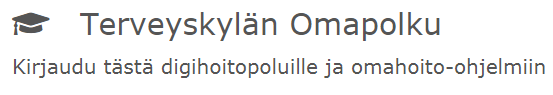 Terveyskylän Omapolku
Kirjaudu tästä digihoitopoluille ja omahoito-ohjelmiin